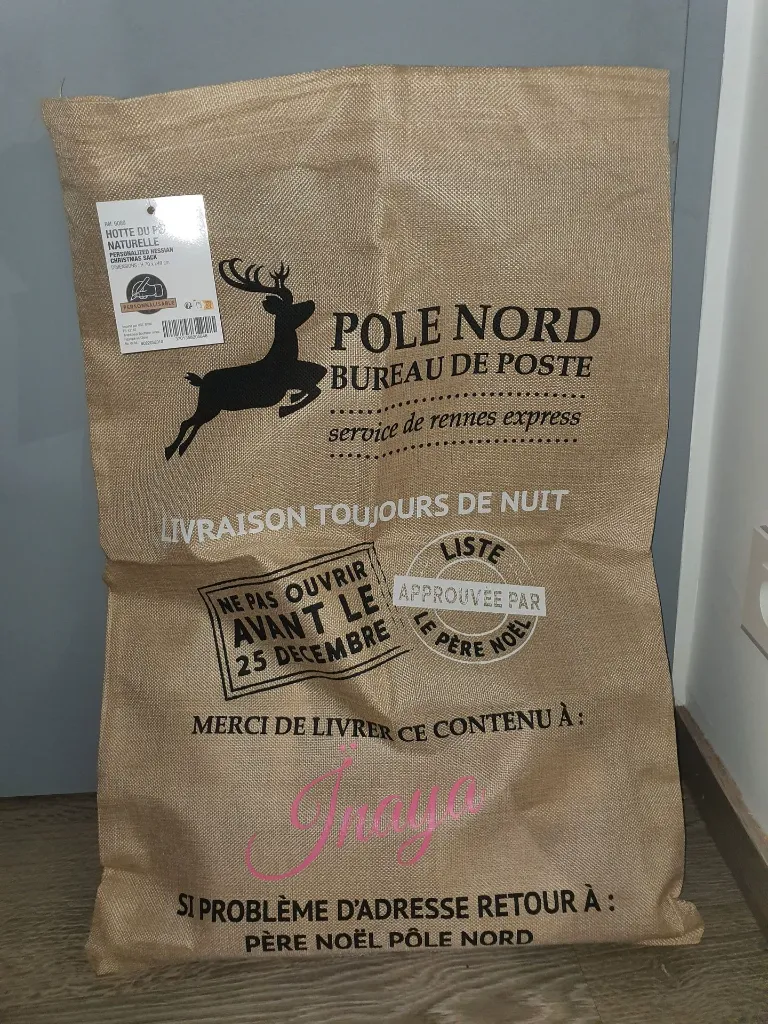 HOTTE DU
NATURELLE
PERSONALIZED HESSIAN
CHRISTMAS SACK
PERSONNALISABLE
POLE NORD
BUREAU DE POSTE
service de rennes express
LIVRAISON TOUJOURS DE NUIT
NE PAS OUVRIR
AVANT LE
25 DECEMBRE
LISTE
APPROUVÉE PAR
LE PÈRE NOËL
MERCI DE LIVRER CE CONTENU À :
Ïnaya
SI PROBLÈME D'ADRESSE RETOUR À :
PÈRE NOËL PÔLE NORD